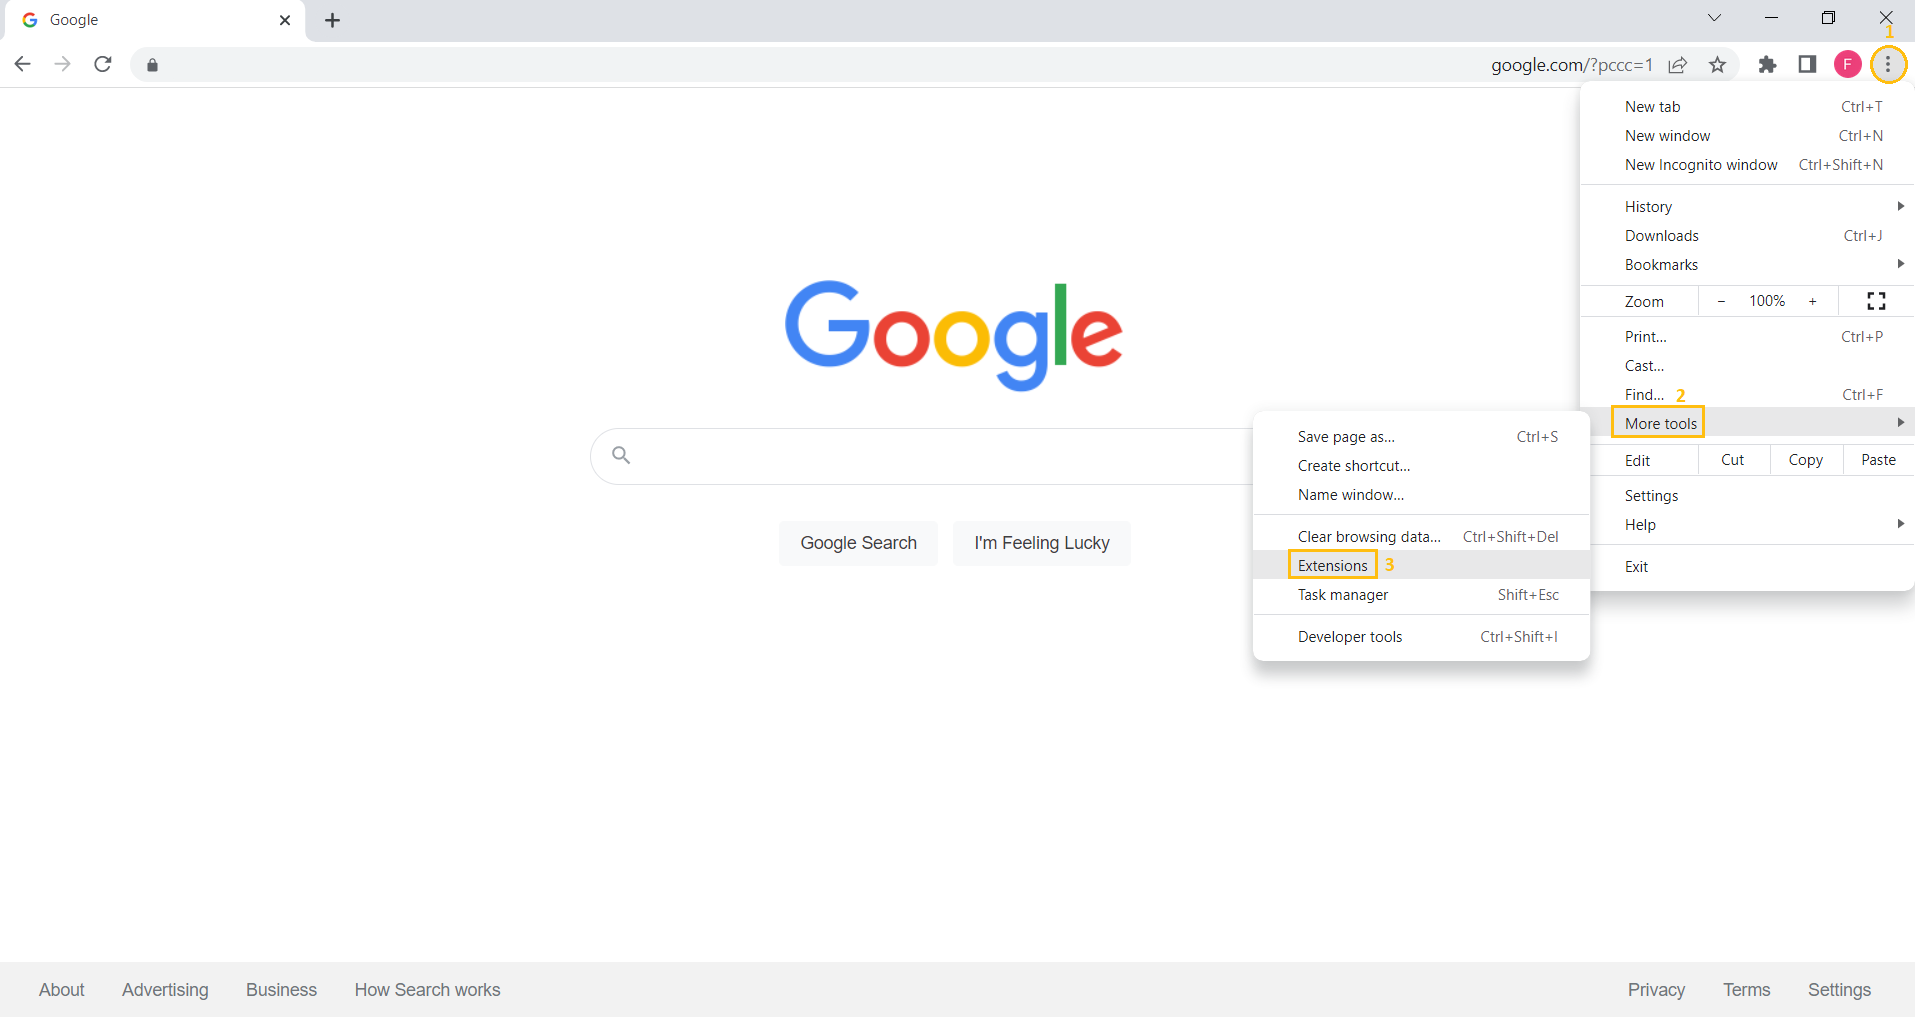 Google
1
google.com/?pccc=1
F
New tab Ctrl+T
New window Ctrl+N
New Incognito window Ctrl+Shift+N
History
Downloads Ctrl+J
Bookmarks
Zoom - 100% +
Print... Ctrl+P
Cast...
Find... 2 Ctrl+F
More tools
Edit Cut Copy Paste
Settings
Help
Exit
Save page as... Ctrl+S
Create shortcut...
Name window...
Clear browsing data... Ctrl+Shift+Del
Extensions 3
Task manager Shift+Esc
Developer tools Ctrl+Shift+I
Google
Google Search I'm Feeling Lucky
About Advertising Business How Search works Privacy Terms Settings